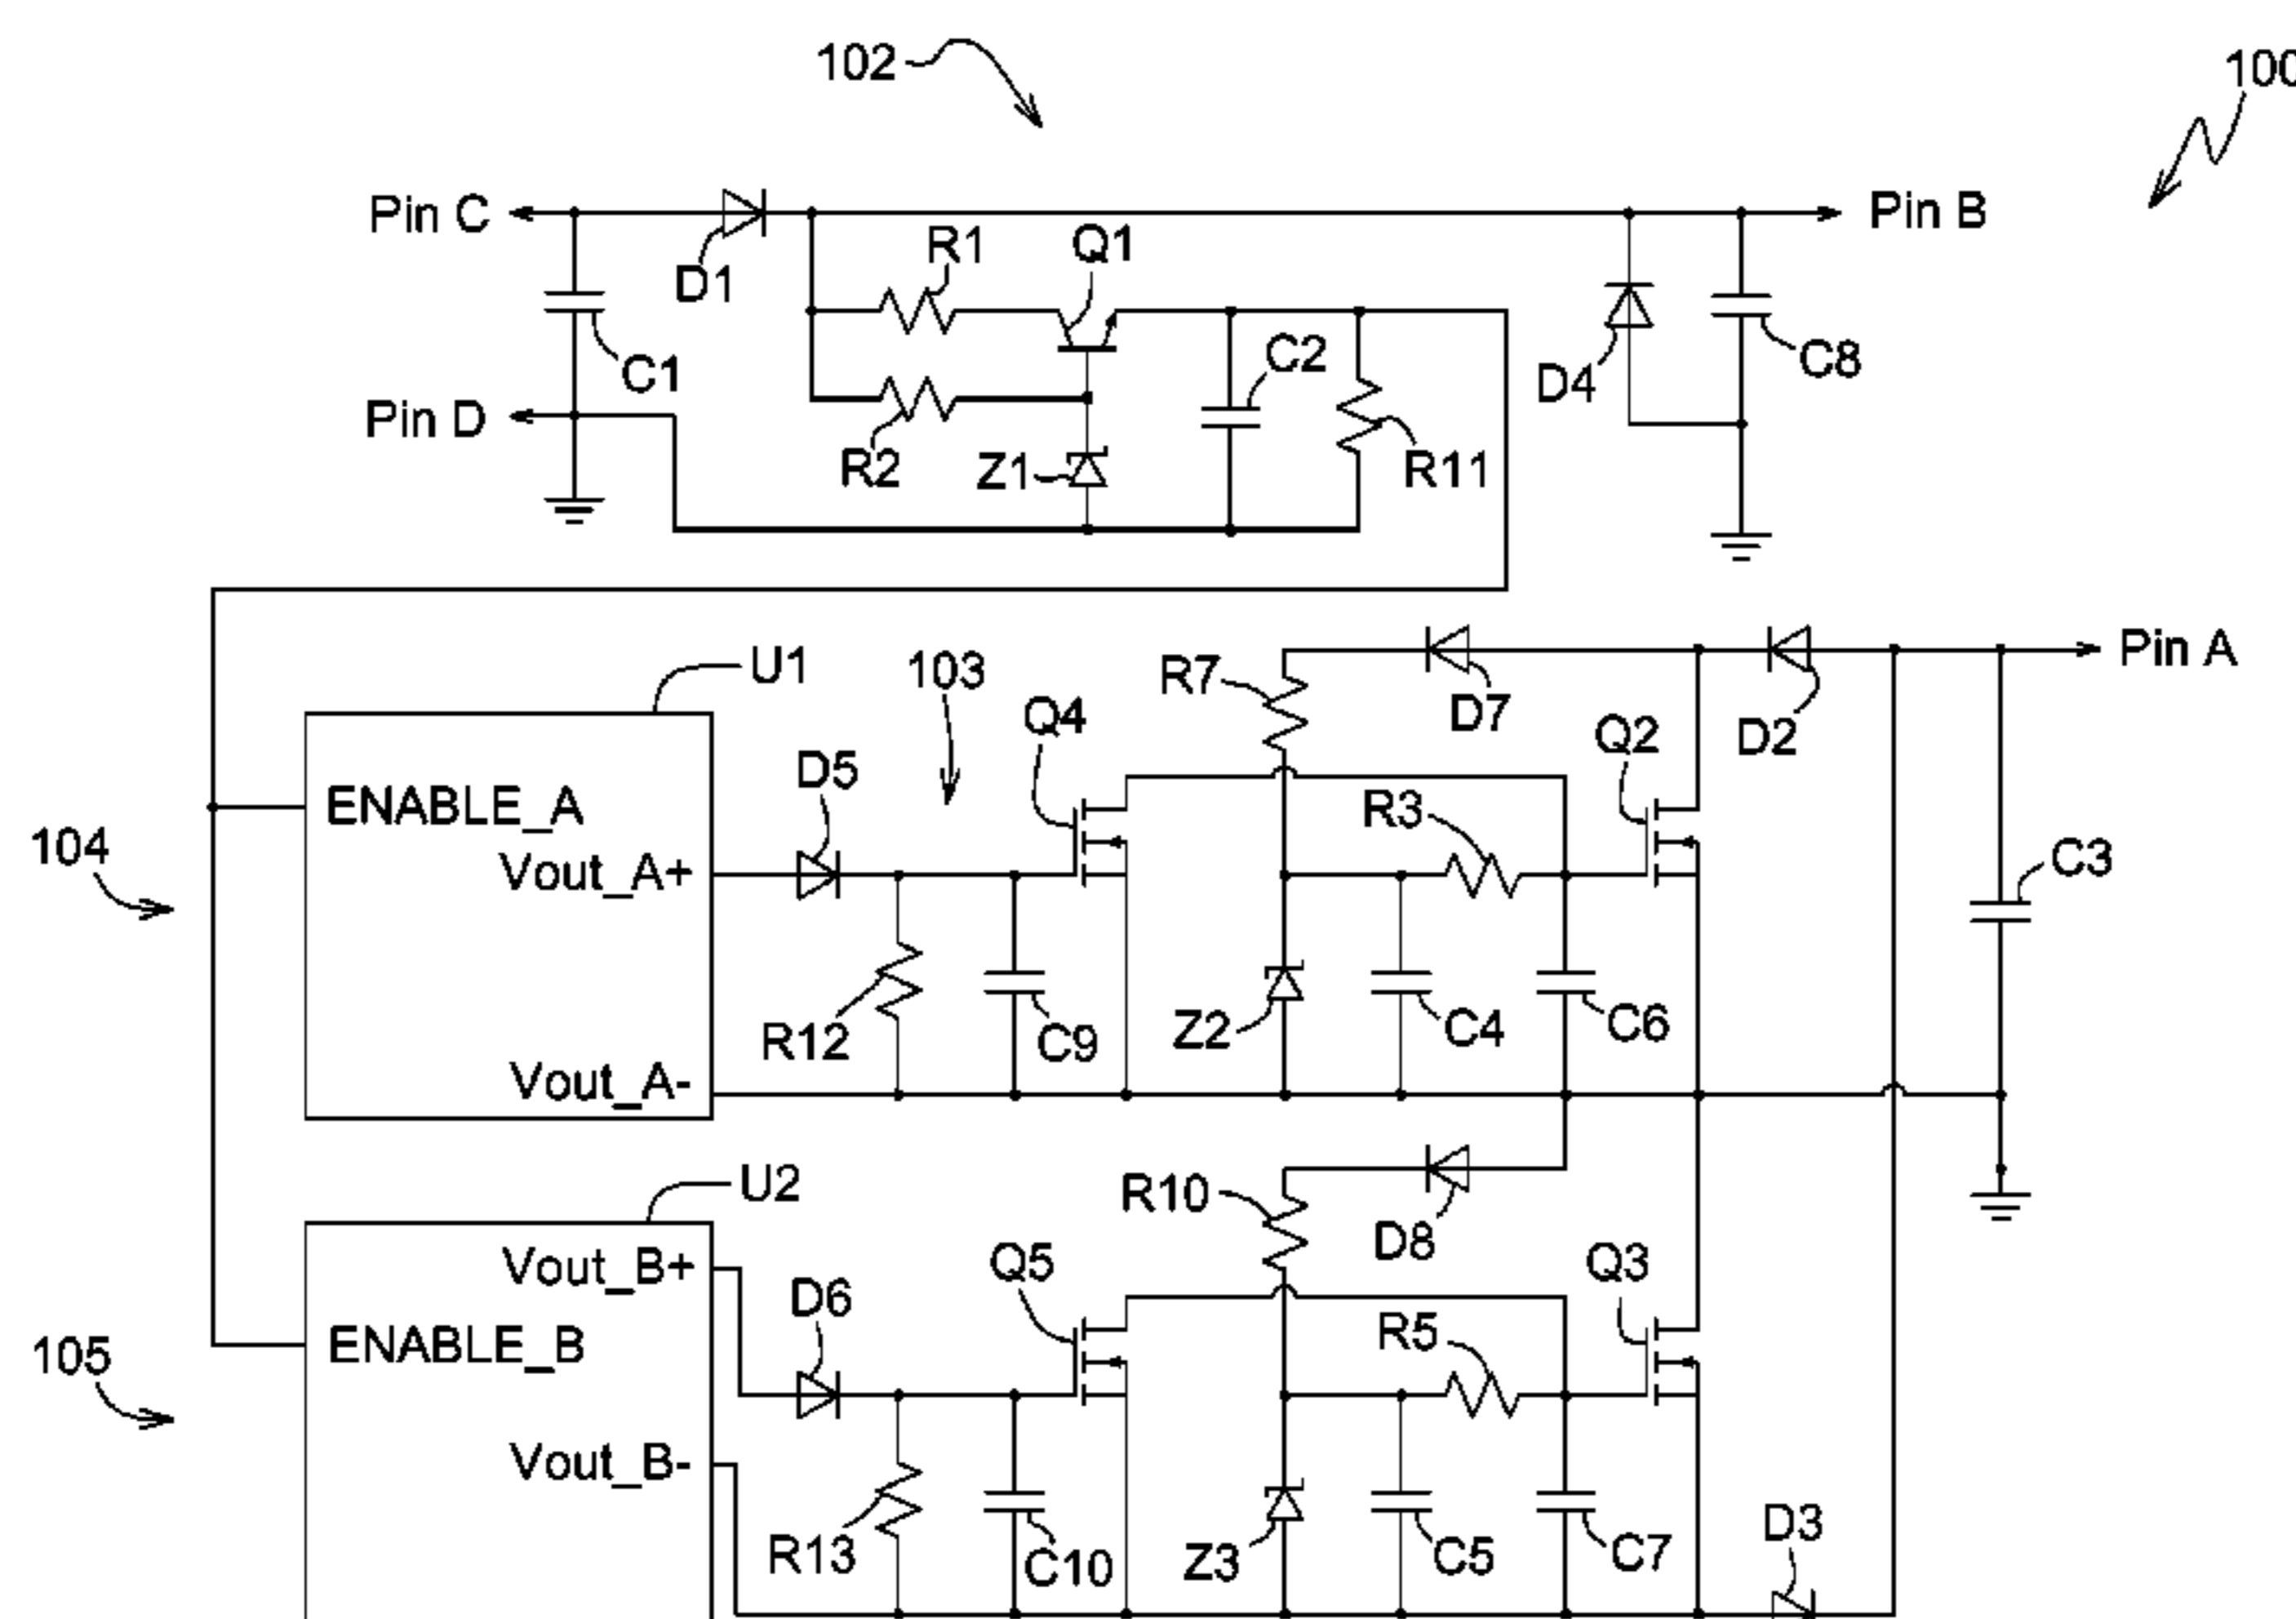 102
100
Pin C
Pin B
D1
R1
Q1
C1
C2
D4
C8
Pin D
R2
Z1
R11
U1
103
R7
Pin A
Q4
D7
Q2
D2
D5
ENABLE_A
R3
104
Vout_A+
C3
R12
C9
Z2
C4
C6
Vout_A-
U2
R10
D8
Vout_B+
Q5
Q3
D6
ENABLE_B
R5
105
Vout_B-
D3
R13
C10
Z3
C5
C7